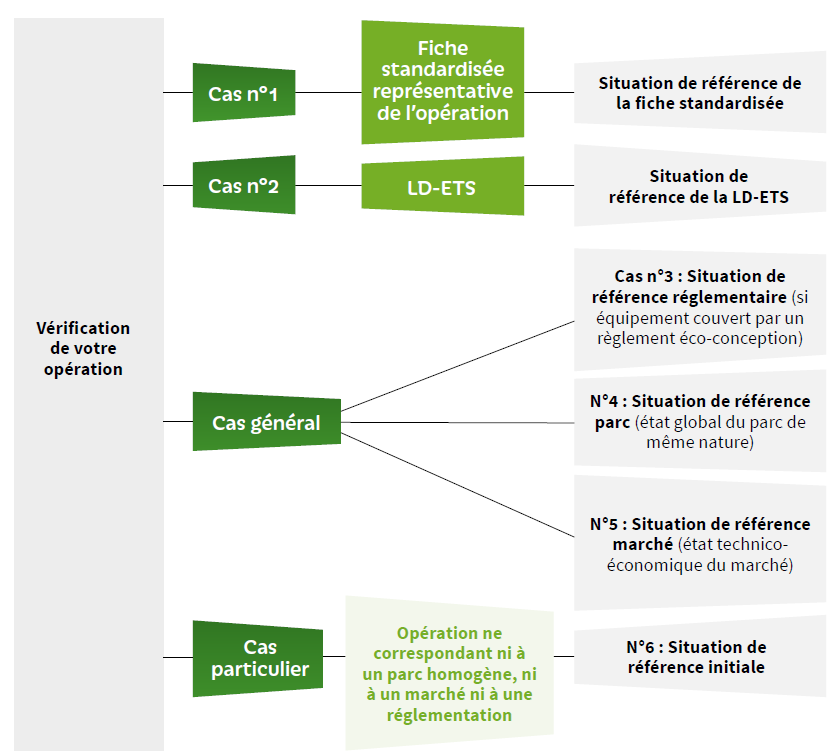 Vérification
de votre
opération
Cas n°1
Fiche
standardisée
représentative
de l'opération
Situation de référence de
la fiche standardisée
Cas n°2
LD-ETS
Situation de
référence de la LD-ETS
Cas général
Cas n°3 : Situation de
référence réglementaire (si
équipement couvert par un
règlement éco-conception)
N°4 : Situation de référence
parc (état global du parc de
même nature)
N°5 : Situation de référence
marché (état technico-
économique du marché)
Cas
particulier
Opération ne
correspondant ni à
un parc homogène, ni
à un marché ni à une
réglementation
N°6 : Situation de
référence initiale